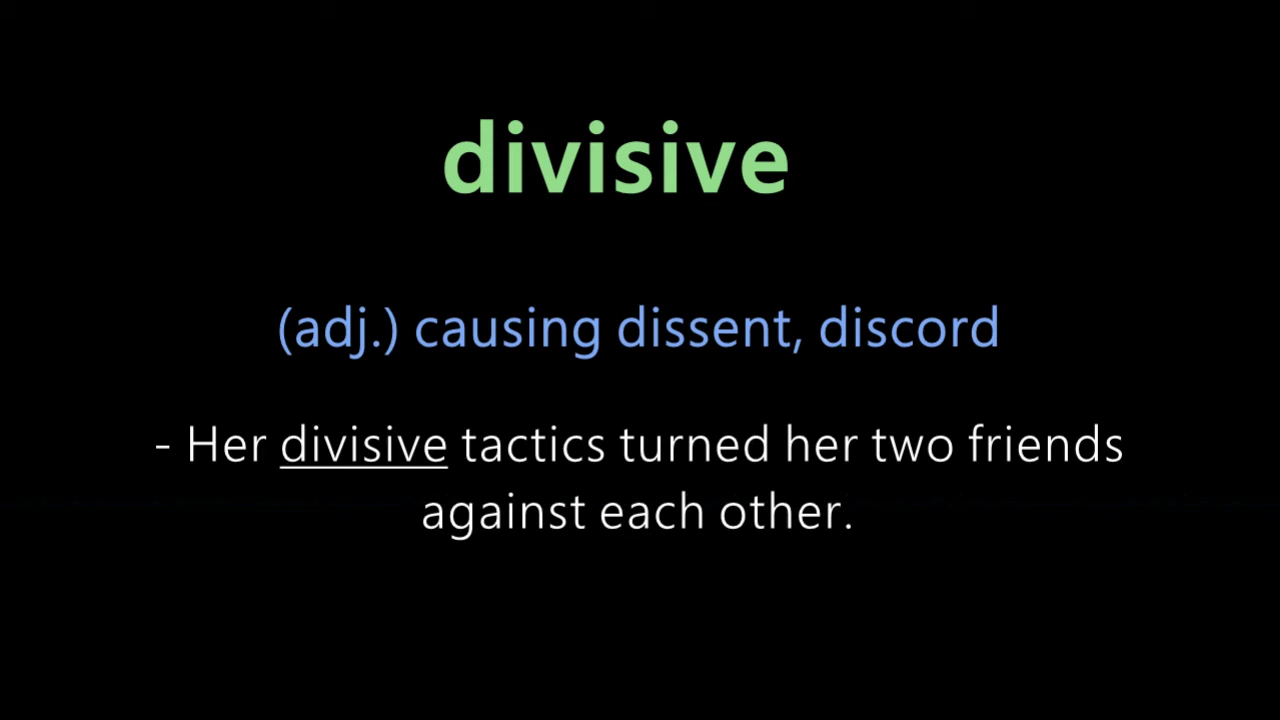 divisive
(adj.) causing dissent, discord
- Her divisive tactics turned her two friends
against each other.